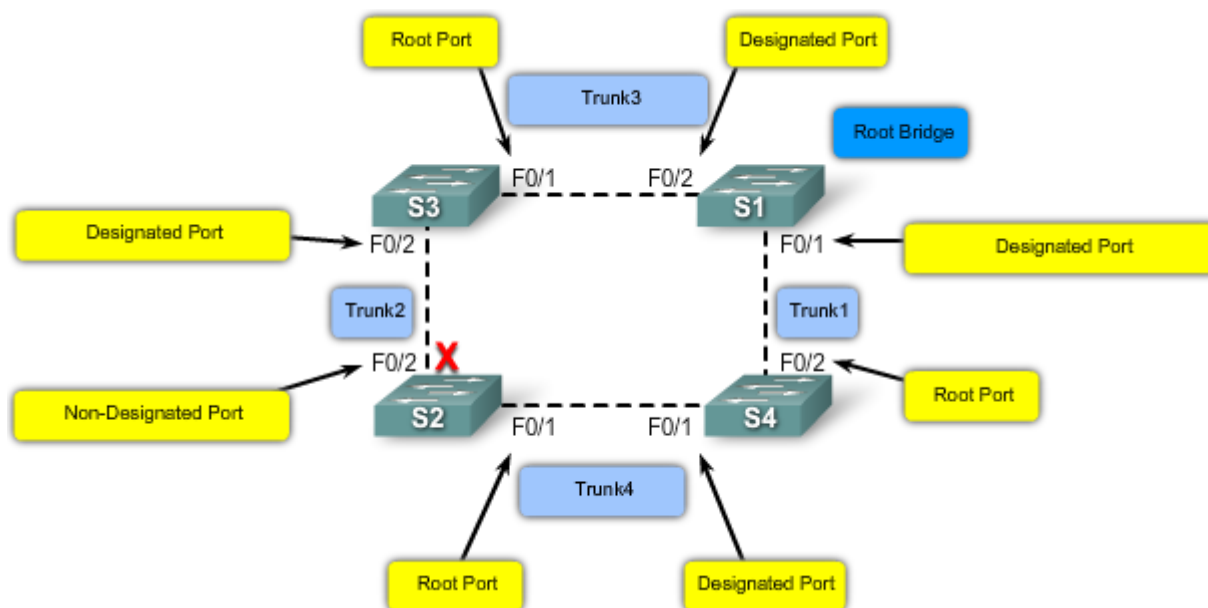 Root Port
Designated Port
Trunk3
Root Bridge
F0/1
F0/2
S3
S1
Designated Port
F0/2
F0/1
Designated Port
Trunk2
Trunk1
F0/2
X
F0/2
Non-Designated Port
Root Port
S2
S4
F0/1
F0/1
Trunk4
Root Port
Designated Port